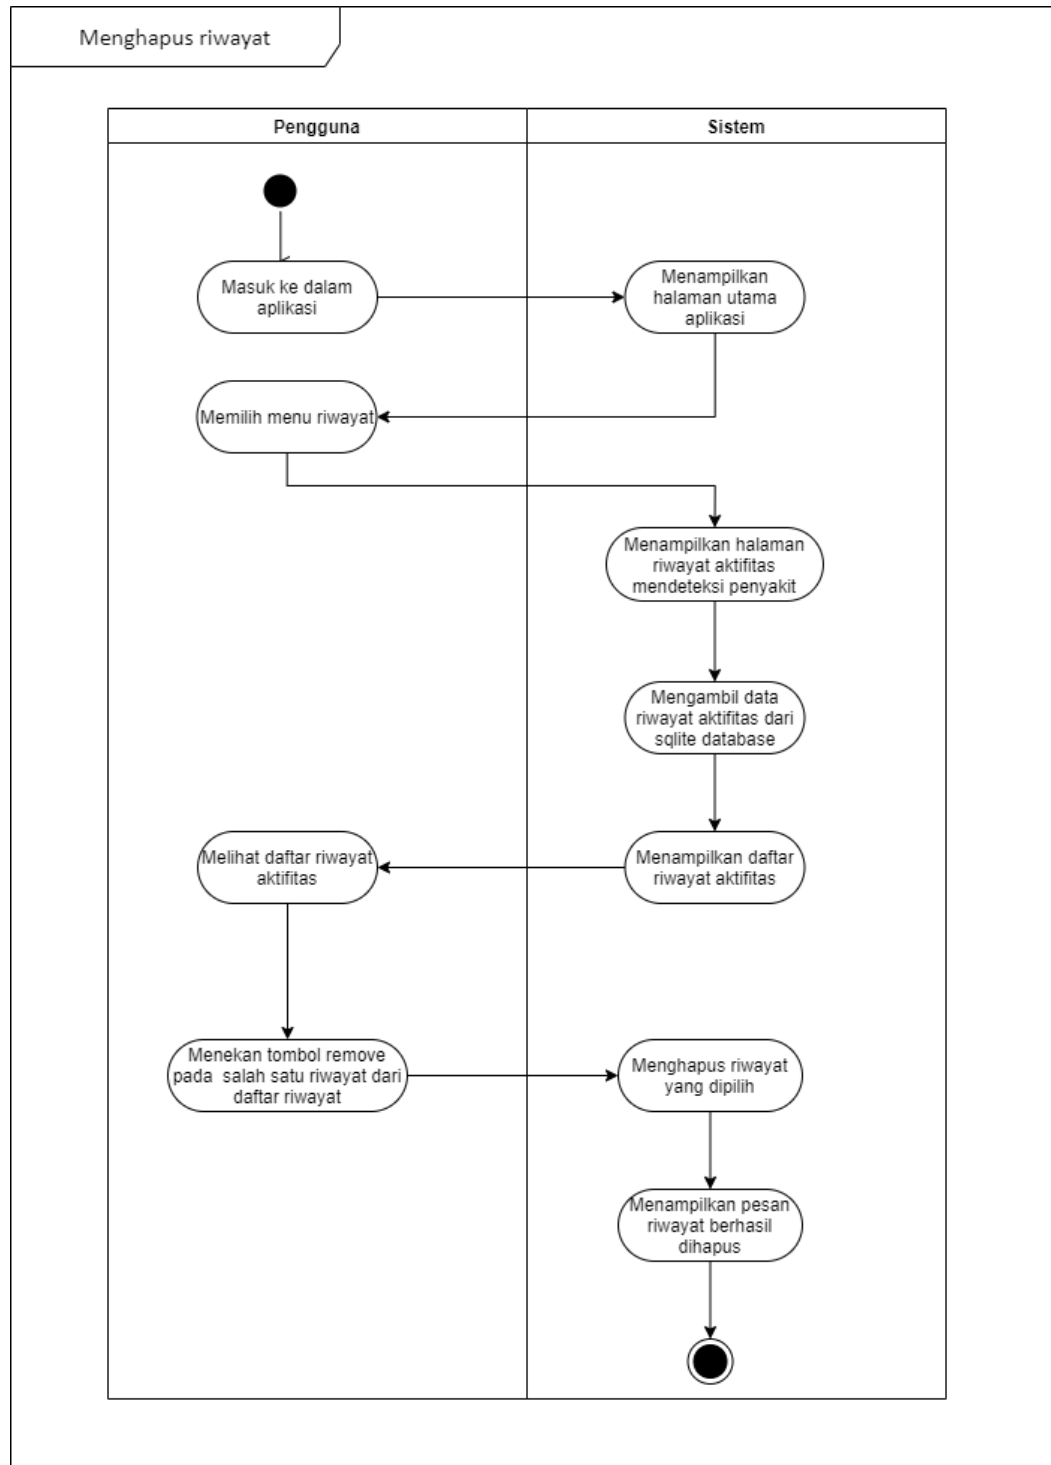 Menghapus riwayat
Pengguna
Sistem
Masuk ke dalam
aplikasi
Menampilkan
halaman utama
aplikasi
Memilih menu riwayat
Menampilkan halaman
riwayat aktifitas
mendeteksi penyakit
Mengambil data
riwayat aktifitas dari
sqlite database
Menampilkan daftar
riwayat aktifitas
Melihat daftar riwayat
aktifitas
Menekan tombol remove
pada  salah satu riwayat dari
daftar riwayat
Menghapus riwayat
yang dipilih
Menampilkan pesan
riwayat berhasil
dihapus